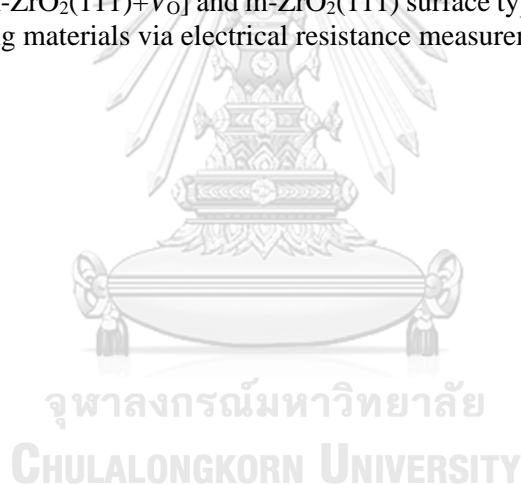 -ZrO₂(111)+V_O] and m-ZrO₂(111) surface ty
g materials via electrical resistance measurem
จุฬาลงกรณ์มหาวิทยาลัย
CHULALONGKORN UNIVERSITY